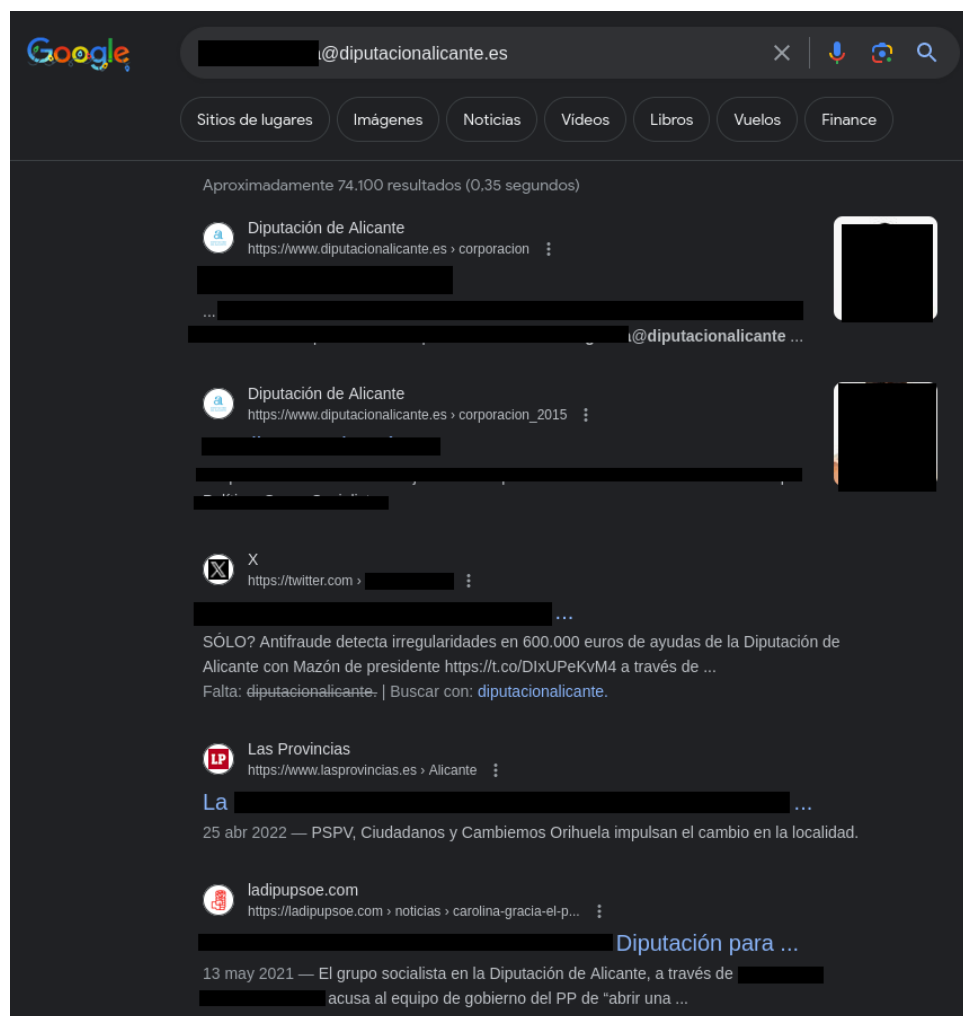 Google
@diputacionalicante.es
Sitios de lugares Imágenes Noticias Videos Libros Vuelos Finance
Aproximadamente 74.100 resultados (0,35 segundos)
Diputación de Alicante
https://www.diputacionalicante.es › corporacion
...
@diputacionalicante ...
Diputación de Alicante
https://www.diputacionalicante.es › corporacion_2015
X
https://twitter.com ›
...
SÓLO? Antifraude detecta irregularidades en 600.000 euros de ayudas de la Diputación de
Alicante con Mazón de presidente https://t.co/DIxUPeKvM4 a través de ...
Falta: diputacionalicante. | Buscar con: diputacionalicante.
LP
Las Provincias
https://www.lasprovincias.es › Alicante
La ...
25 abr 2022 — PSPV, Ciudadanos y Cambiemos Orihuela impulsan el cambio en la localidad.
ladipupsoe.com
https://ladipupsoe.com › noticias › carolina-gracia-el-p...
Diputación para ...
13 may 2021 — El grupo socialista en la Diputación de Alicante, a través de
acusa al equipo de gobierno del PP de “abrir una ...